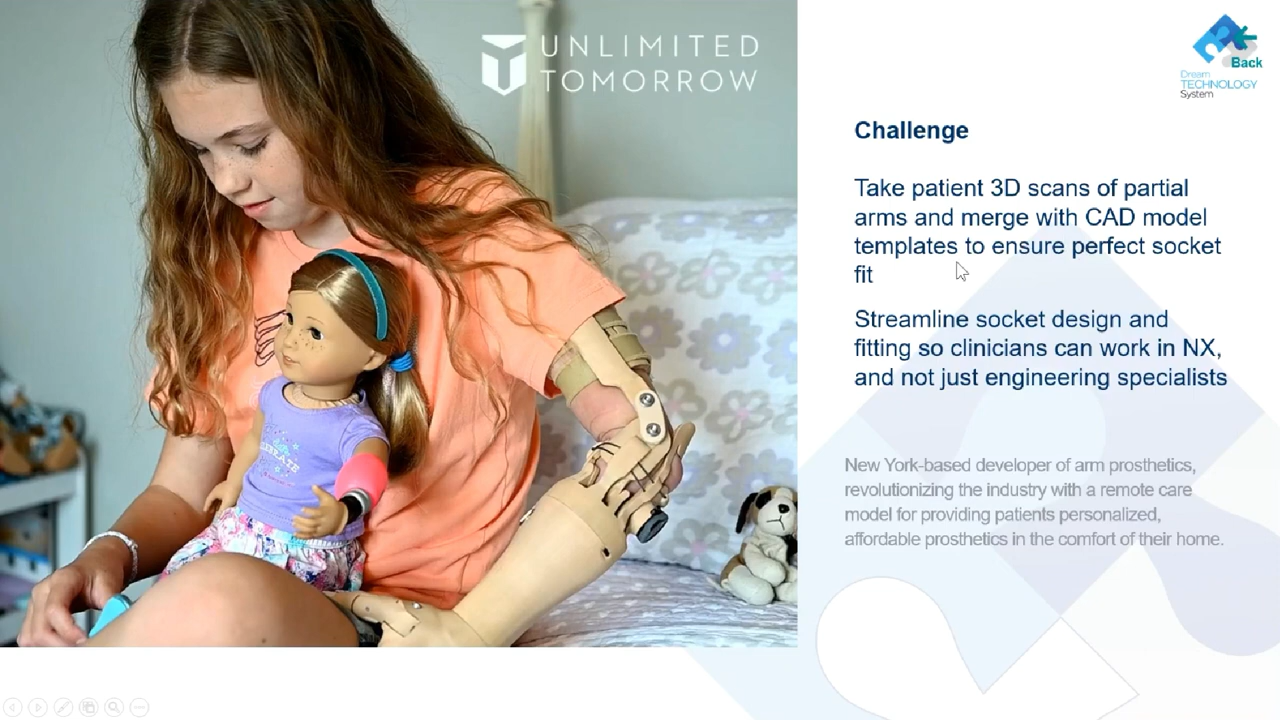 UNLIMITED
TOMORROW
Back
Dream
TECHNOLOGY
System
Challenge
Take patient 3D scans of partial
arms and merge with CAD model
templates to ensure perfect socket
fit
Streamline socket design and
fitting so clinicians can work in NX,
and not just engineering specialists
New York-based developer of arm prosthetics,
revolutionizing the industry with a remote care
model for providing patients personalized,
affordable prosthetics in the comfort of their home.